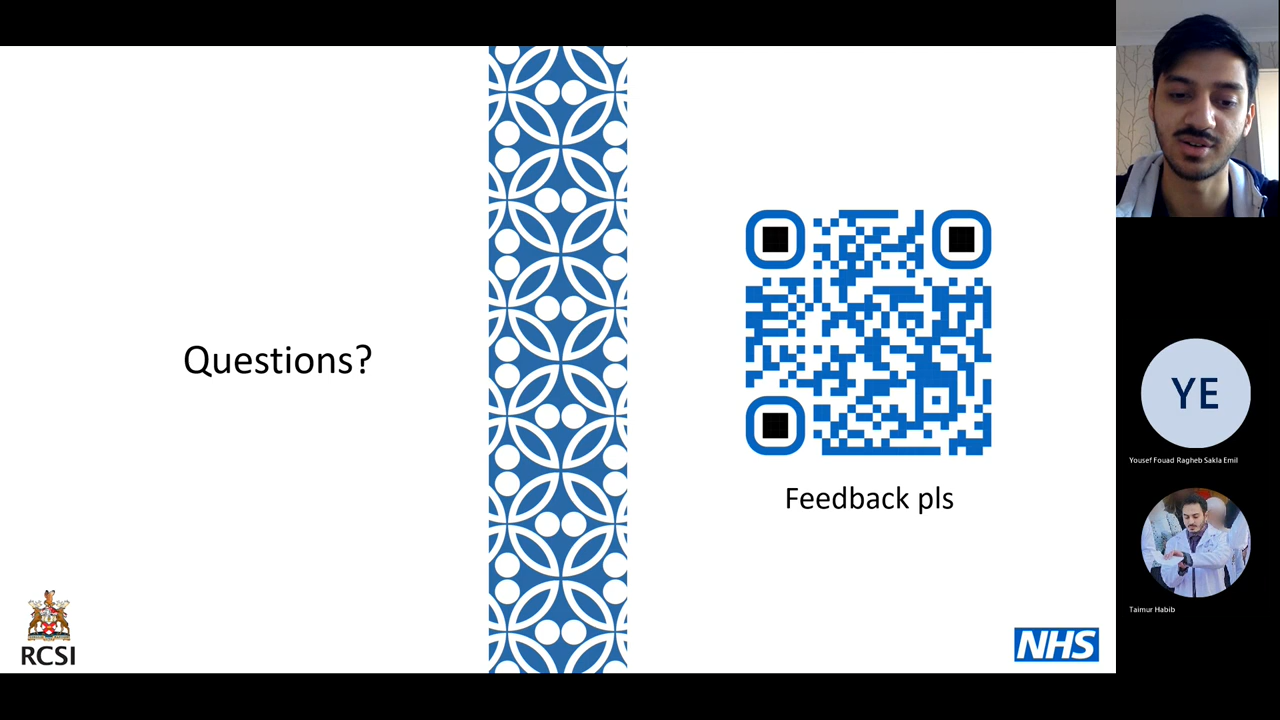 Questions?
Feedback pls
RCSI
NHS
YE
Yousef Fouad Ragheb Sakla Emil
Taimur Habib